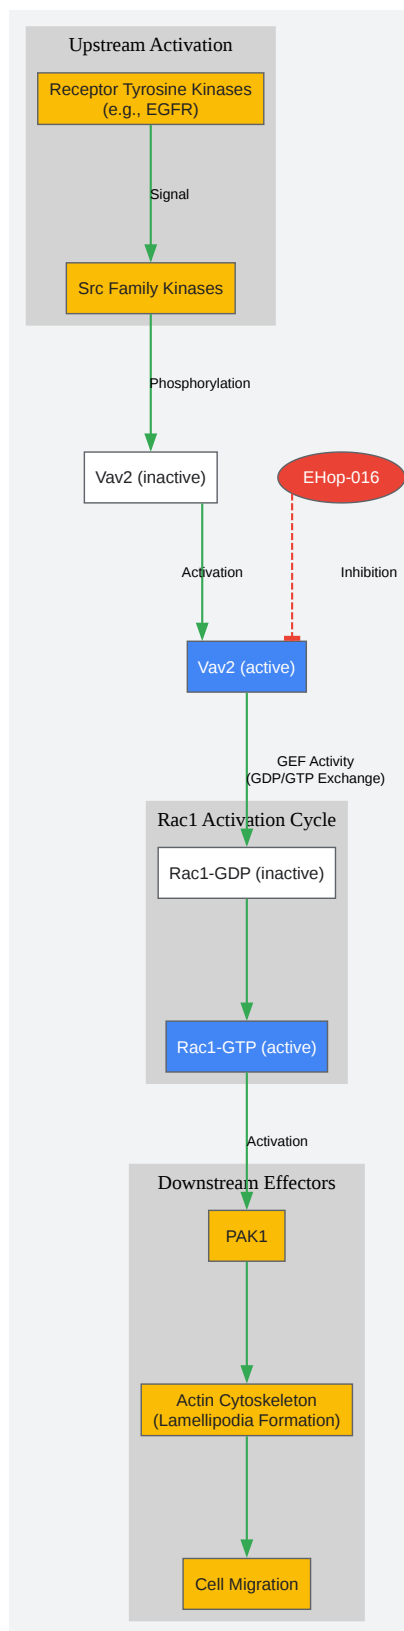 Upstream Activation
Receptor Tyrosine Kinases
(e.g., EGFR)
Signal
Src Family Kinases
Phosphorylation
Vav2 (inactive)
EHop-016
Activation
Inhibition
Vav2 (active)
GEF Activity
(GDP/GTP Exchange)
Rac1 Activation Cycle
Rac1-GDP (inactive)
Rac1-GTP (active)
Activation
Downstream Effectors
PAK1
Actin Cytoskeleton
(Lamellipodia Formation)
Cell Migration